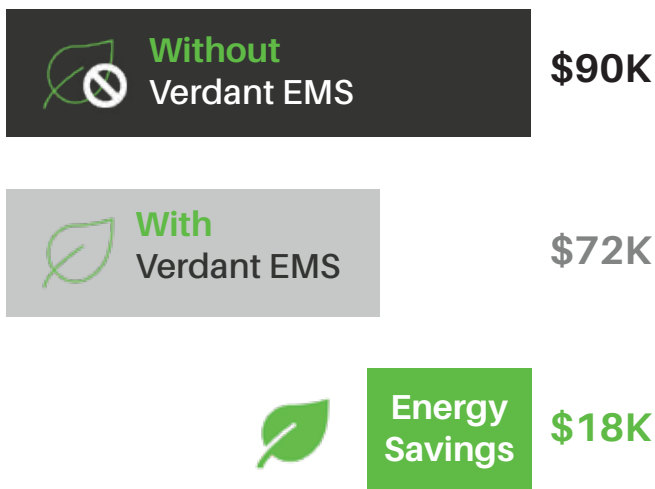 Without
Verdant EMS
$90K
With
Verdant EMS
$72K
Energy
Savings
$18K